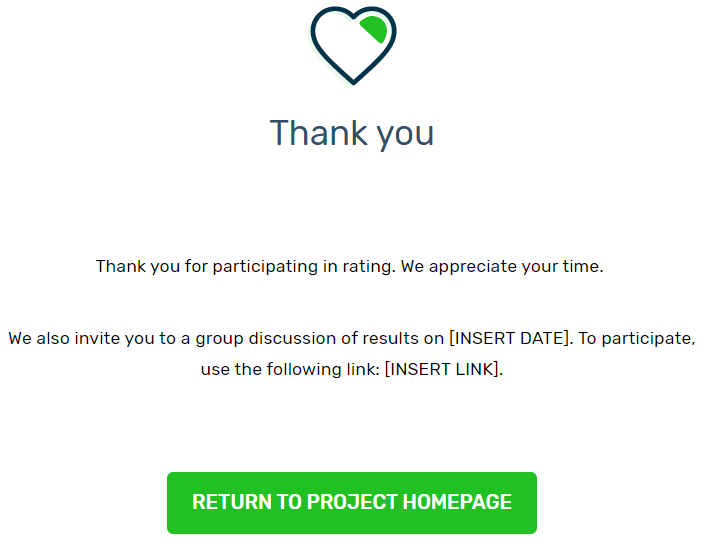 Thank you
Thank you for participating in rating. We appreciate your time.
We also invite you to a group discussion of results on [INSERT DATE]. To participate,
use the following link: [INSERT LINK].
RETURN TO PROJECT HOMEPAGE